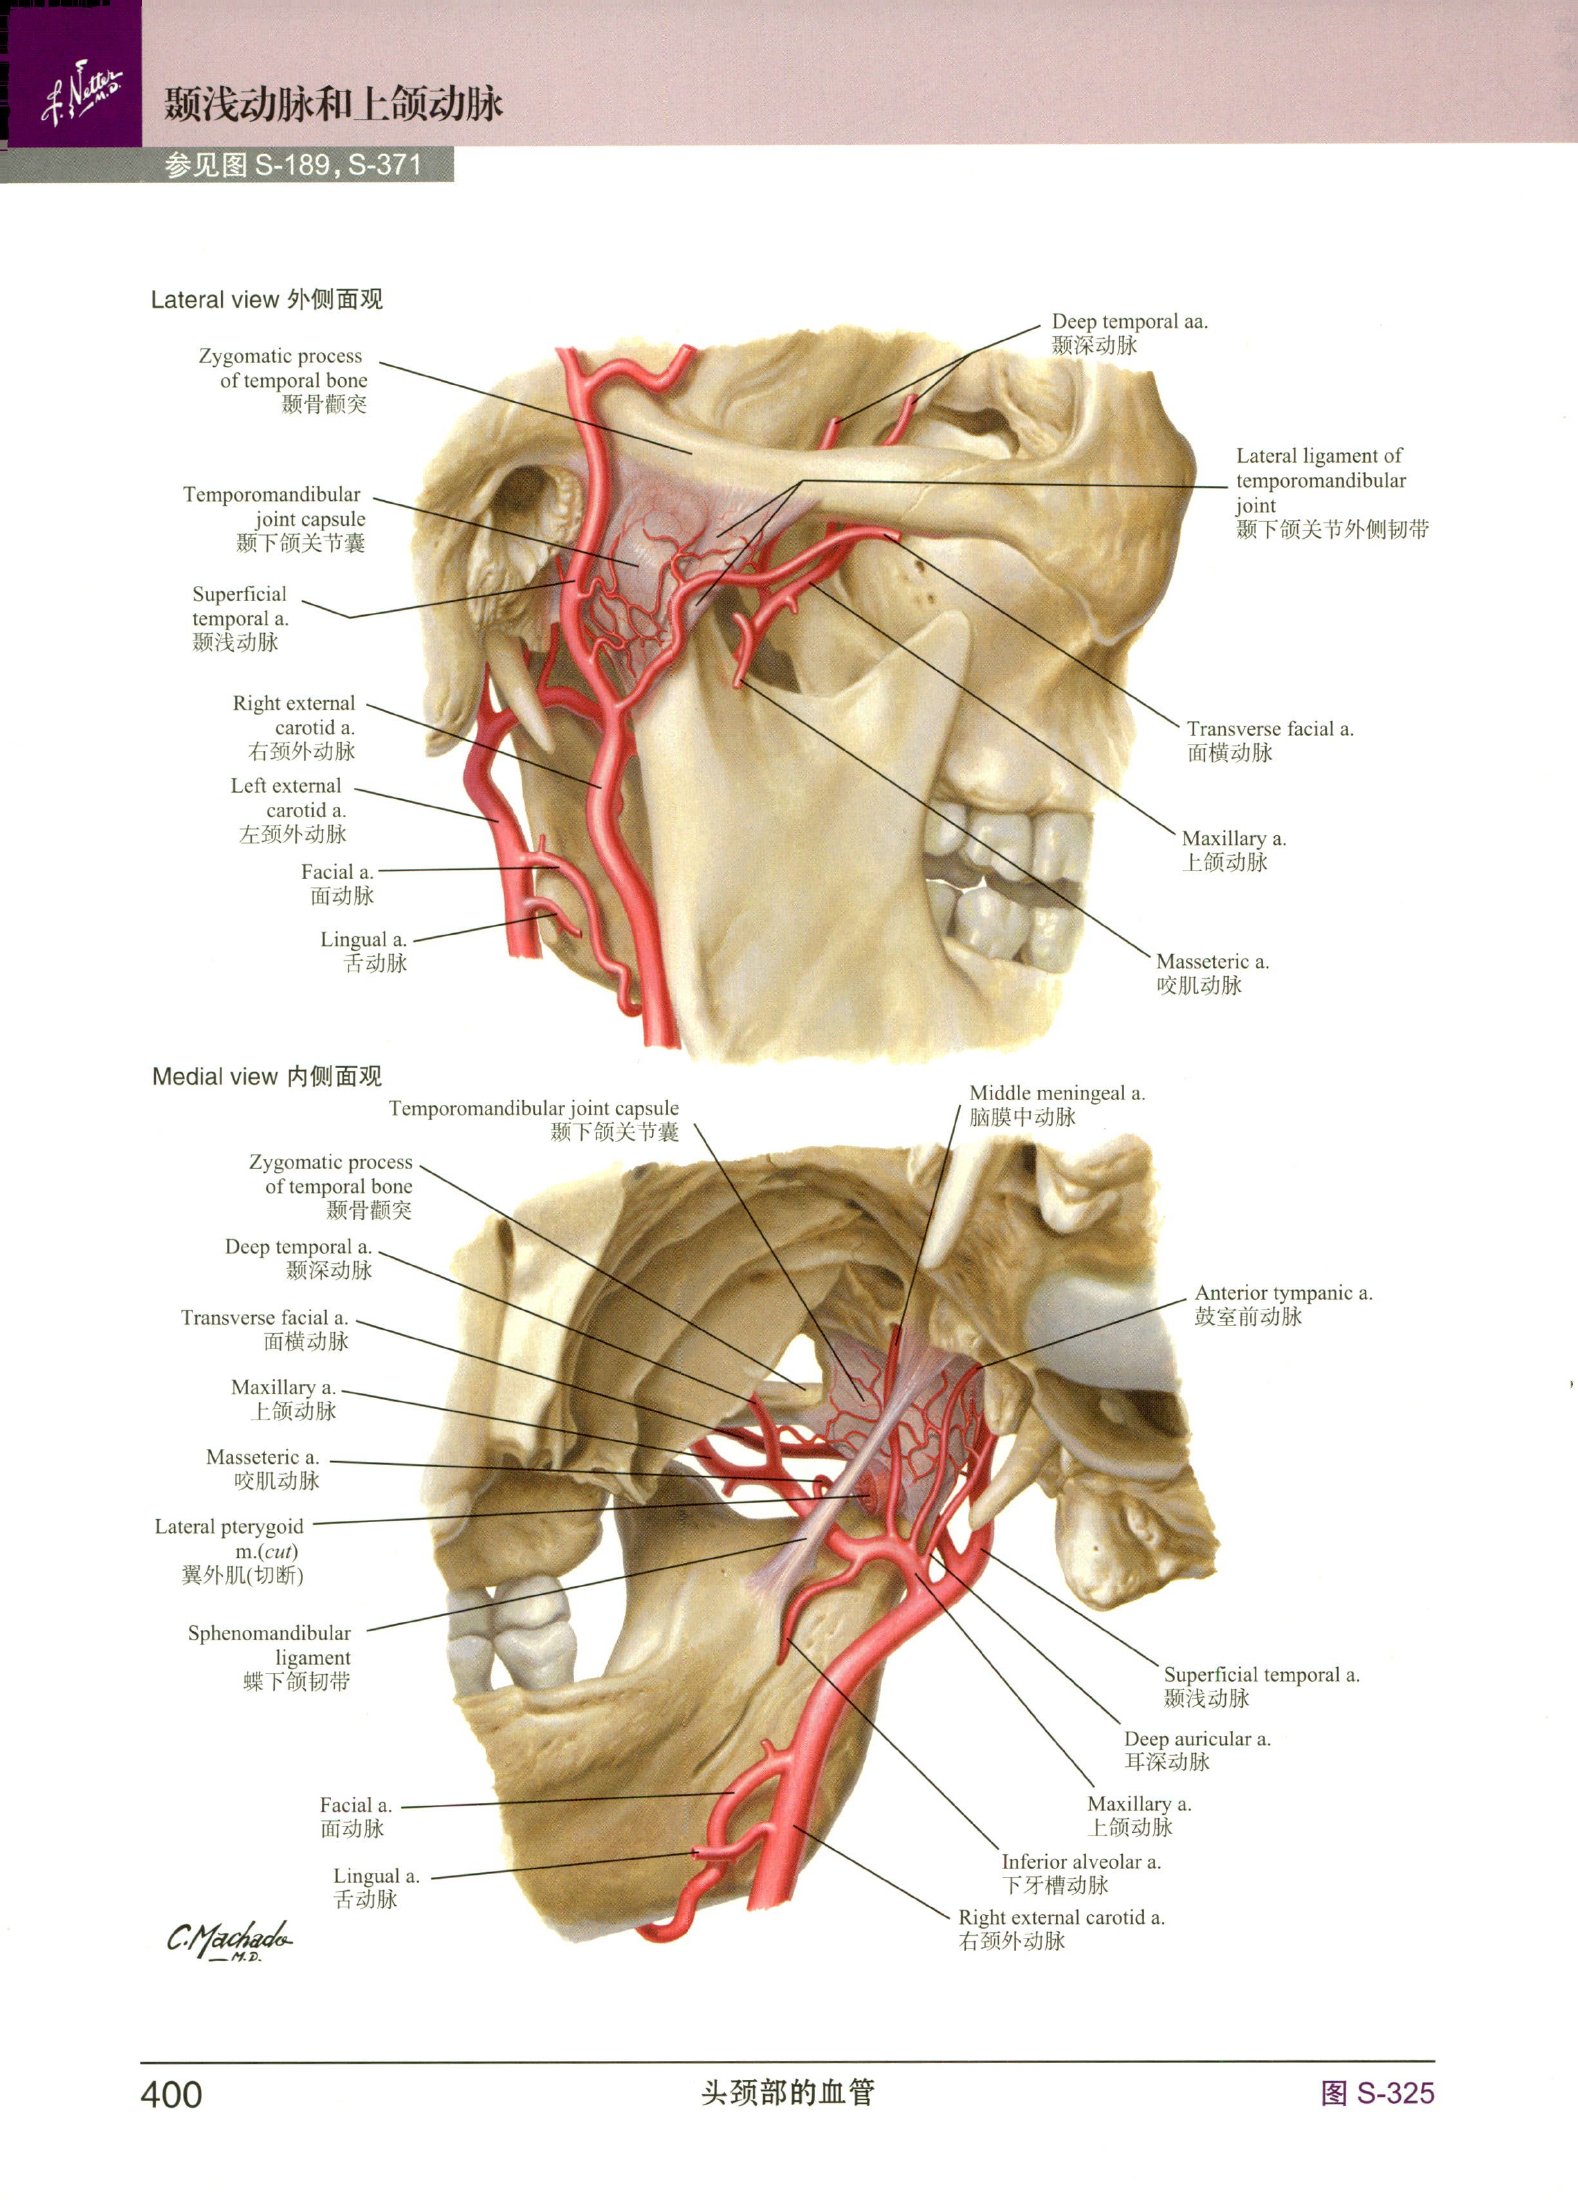 F. Netter
M.D.
颞浅动脉和上颌动脉
参见图 S-189, S-371
Lateral view 外侧面观
Zygomatic process
of temporal bone
颞骨颧突
Temporomandibular
joint capsule
颞下颌关节囊
Superficial
temporal a.
颞浅动脉
Right external
carotid a.
右颈外动脉
Left external
carotid a.
左颈外动脉
Facial a.
面动脉
Lingual a.
舌动脉
Deep temporal aa.
颞深动脉
Lateral ligament of
temporomandibular
joint
颞下颌关节外侧韧带
Transverse facial a.
面横动脉
Maxillary a.
上颌动脉
Masseteric a.
咬肌动脉
Medial view 内侧面观
Temporomandibular joint capsule
颞下颌关节囊
Zygomatic process
of temporal bone
颞骨颧突
Deep temporal a.
颞深动脉
Transverse facial a.
面横动脉
Maxillary a.
上颌动脉
Masseteric a.
咬肌动脉
Lateral pterygoid
m.(cut)
翼外肌(切断)
Sphenomandibular
ligament
蝶下颌韧带
Facial a.
面动脉
Lingual a.
舌动脉
Middle meningeal a.
脑膜中动脉
Anterior tympanic a.
鼓室前动脉
Superficial temporal a.
颞浅动脉
Deep auricular a.
耳深动脉
Maxillary a.
上颌动脉
Inferior alveolar a.
下牙槽动脉
Right external carotid a.
右颈外动脉
C.Machado
M.D.
400
头颈部的血管
图 S-325